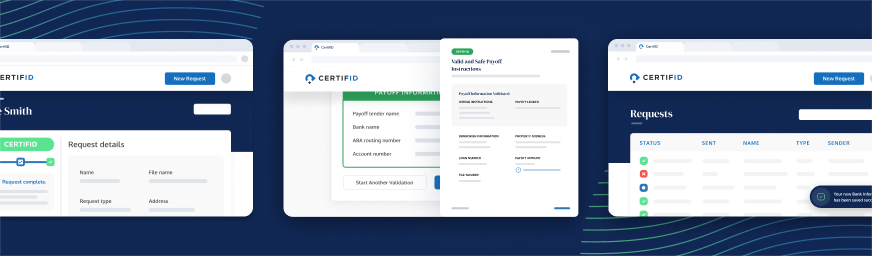 CERTIFID
New Request
Smith
CERTIFID
Request complete.
Request details
Name
File name
Request type
Address
CertifID
CERTIFID
PAYOFF INFORMATI
Payoff lender name
Bank name
ABA routing number
Account number
Start Another Validation
Valid and Safe Payoff
Instructions
Payoff Information Validated
WIRING INSTRUCTIONS
PAYOFF LENDER
BORROWER INFORMATION
PROPERTY ADDRESS
LOAN NUMBER
PAYOFF AMOUNT
FILE NUMBER
CertifID
CERTIFID
New Request
Requests
STATUS
SENT
NAME
TYPE
SENDER
Your new Bank Infor
has been saved succ